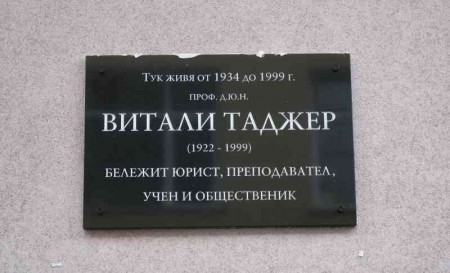 Тук живя от 1934 до 1999 г.
проф. д.ю.н.
ВИТАЛИ ТАДЖЕР
(1922 - 1999)
БЕЛЕЖИТ ЮРИСТ, ПРЕПОДАВАТЕЛ,
УЧЕН И ОБЩЕСТВЕНИК